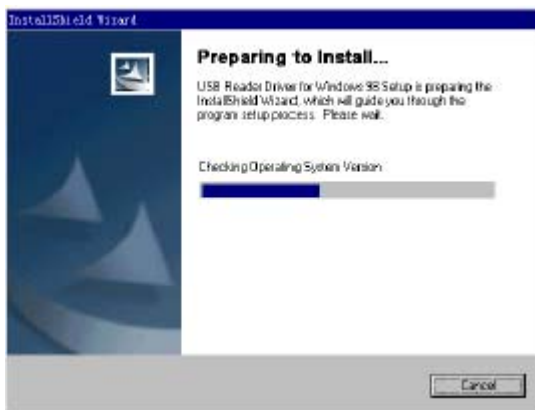 InstallShield Wizard
Preparing to Install...
USB Reader Driver for Windows 98 Setup is preparing the
InstallShield Wizard, which will guide you through the
program setup process. Please wait.
Checking Operating System Version
Cancel